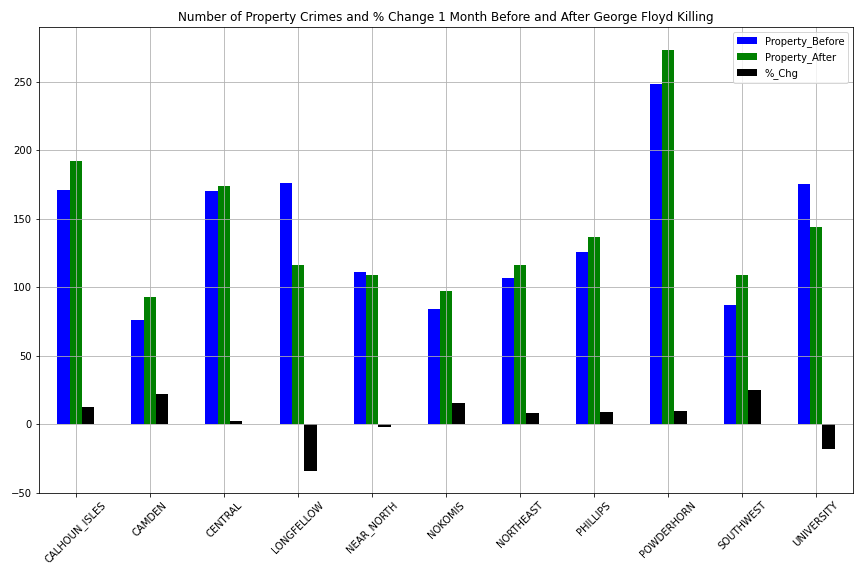 Number of Property Crimes and % Change 1 Month Before and After George Floyd Killing
Property_Before
Property_After
%_Chg
250
200
150
100
50
0
−50
CALHOUN_ISLES
CAMDEN
CENTRAL
LONGFELLOW
NEAR_NORTH
NOKOMIS
NORTHEAST
PHILLIPS
POWDERHORN
SOUTHWEST
UNIVERSITY